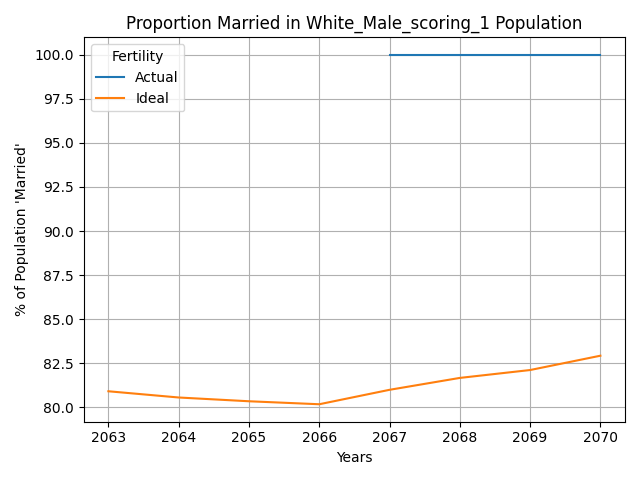 Proportion Married in White_Male_scoring_1 Population
Fertility
Actual
Ideal
% of Population 'Married'
100.0
97.5
95.0
92.5
90.0
87.5
85.0
82.5
80.0
2063 2064 2065 2066 2067 2068 2069 2070
Years